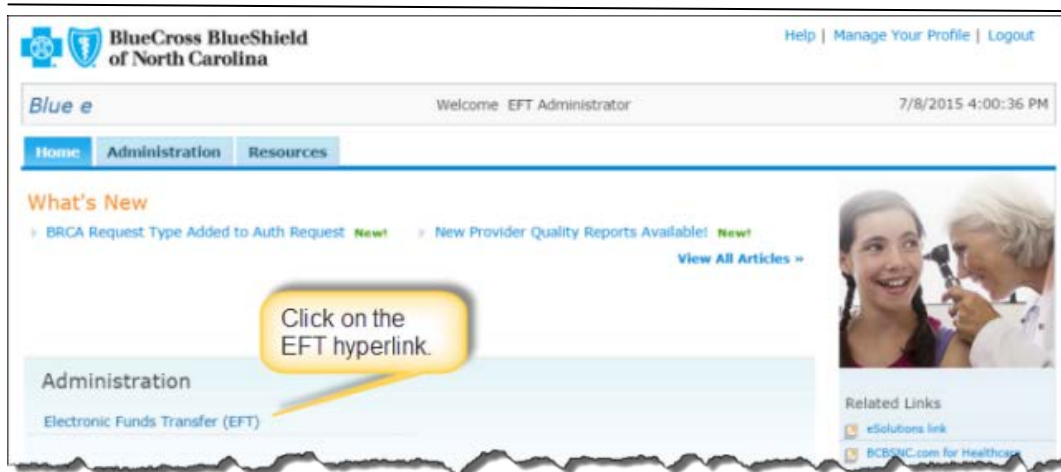 BlueCross BlueShield
of North Carolina
Help | Manage Your Profile | Logout
Blue e
Welcome EFT Administrator
7/8/2015 4:00:36 PM
Home
Administration
Resources
What's New
BRCA Request Type Added to Auth Request New!
New Provider Quality Reports Available! New!
View All Articles »
Click on the
EFT hyperlink.
Administration
Electronic Funds Transfer (EFT)
Related Links
eSolutions link
BCBSNC.com for Healthcare